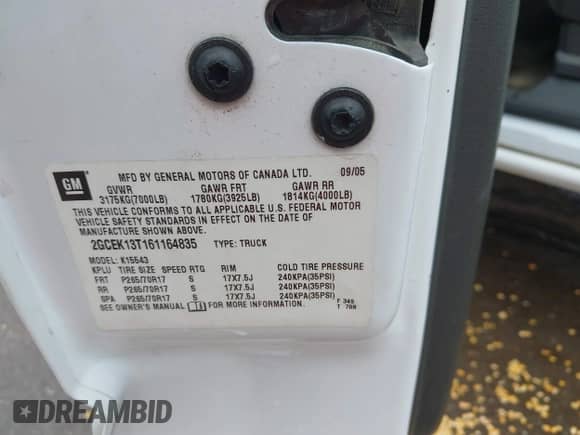 GM
MFD BY GENERAL MOTORS OF CANADA LTD. 09/05
GVWR GAWR FRT GAWR RR
3175KG(7000LB) 1780KG(3925LB) 1814KG(4000LB)
THIS VEHICLE CONFORMS TO ALL APPLICABLE U.S. FEDERAL MOTOR
VEHICLE SAFETY STANDARDS IN EFFECT ON THE DATE OF
MANUFACTURE SHOWN ABOVE.
2GCEK13T161164835 TYPE: TRUCK
MODEL: K15543
KPLU TIRE SIZE SPEED RTG RIM COLD TIRE PRESSURE
FRT P265/70R17 S 17X7.5J 240KPA(35PSI)
RR P265/70R17 S 17X7.5J 240KPA(35PSI)
SPA P265/70R17 S 17X7.5J 240KPA(35PSI)
SEE OWNER'S MANUAL FOR MORE INFORMATION.
F 349
T 709
DREAMBID